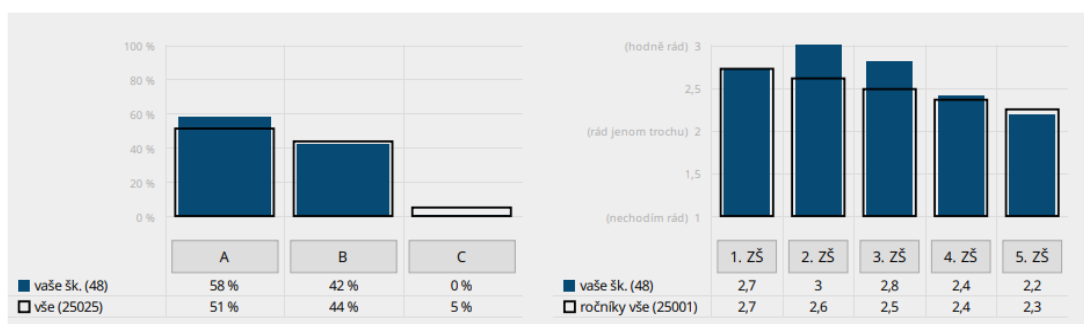 100 %
80 %
60 %
40 %
20 %
0 %
A B C
vaše šk. (48) 58 % 42 % 0 %
vše (25025) 51 % 44 % 5 %
(hodně rád) 3
2,5
(rád jenom trochu) 2
1,5
(nechodím rád) 1
1. ZŠ 2. ZŠ 3. ZŠ 4. ZŠ 5. ZŠ
vaše šk. (48) 2,7 3 2,8 2,4 2,2
ročníky vše (25001) 2,7 2,6 2,5 2,4 2,3